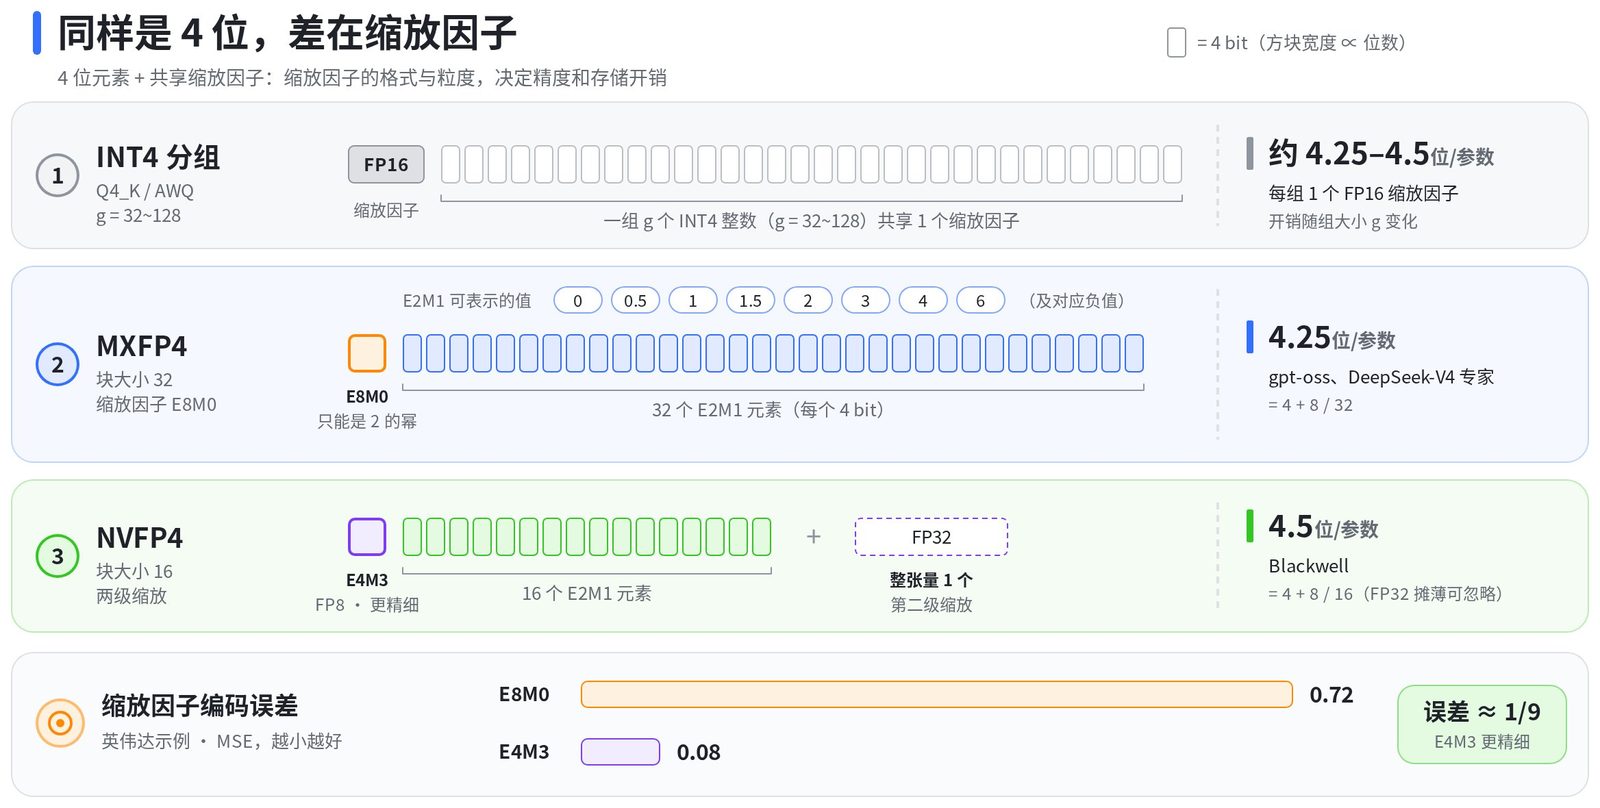 同样是 4 位，差在缩放因子
= 4 bit（方块宽度 ∝ 位数）
4 位元素 + 共享缩放因子：缩放因子的格式与粒度，决定精度和存储开销
1
INT4 分组
Q4_K / AWQ
g = 32~128
FP16
缩放因子
一组 g 个 INT4 整数（g = 32~128）共享 1 个缩放因子
约 4.25–4.5位/参数
每组 1 个 FP16 缩放因子
开销随组大小 g 变化
2
MXFP4
块大小 32
缩放因子 E8M0
E2M1 可表示的值 0 0.5 1 1.5 2 3 4 6 （及对应负值）
E8M0
只能是 2 的幂
32 个 E2M1 元素（每个 4 bit）
4.25位/参数
gpt-oss、DeepSeek-V4 专家
= 4 + 8 / 32
3
NVFP4
块大小 16
两级缩放
E4M3
FP8 · 更精细
16 个 E2M1 元素
+
FP32
整张量 1 个
第二级缩放
4.5位/参数
Blackwell
= 4 + 8 / 16（FP32 摊薄可忽略）
缩放因子编码误差
英伟达示例 · MSE，越小越好
E8M0 0.72
E4M3 0.08
误差 ≈ 1/9
E4M3 更精细